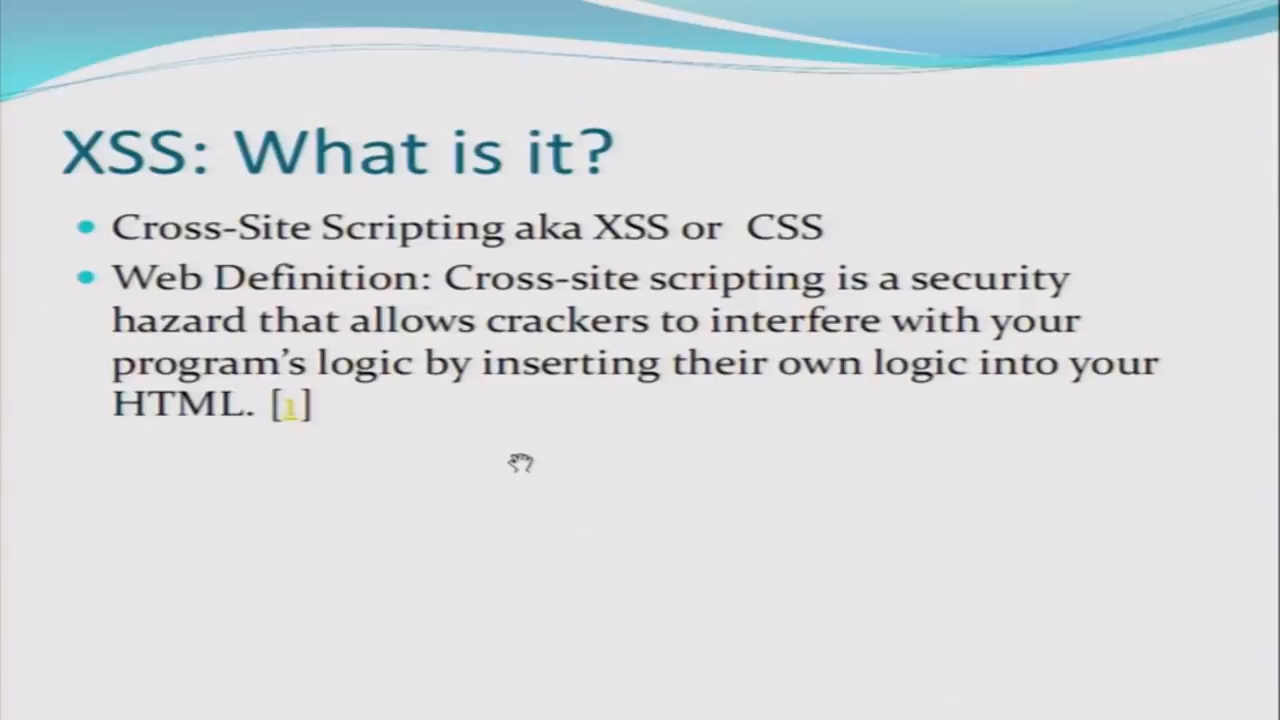 XSS: What is it?
Cross-Site Scripting aka XSS or CSS
Web Definition: Cross-site scripting is a security
hazard that allows crackers to interfere with your
program's logic by inserting their own logic into your
HTML. [1]